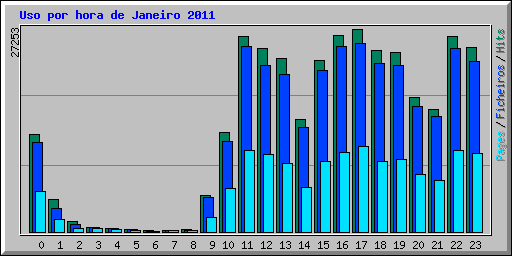 Uso por hora de Janeiro 2011
27253
Pages / Ficheiros / Hits
0 1 2 3 4 5 6 7 8 9 10 11 12 13 14 15 16 17 18 19 20 21 22 23